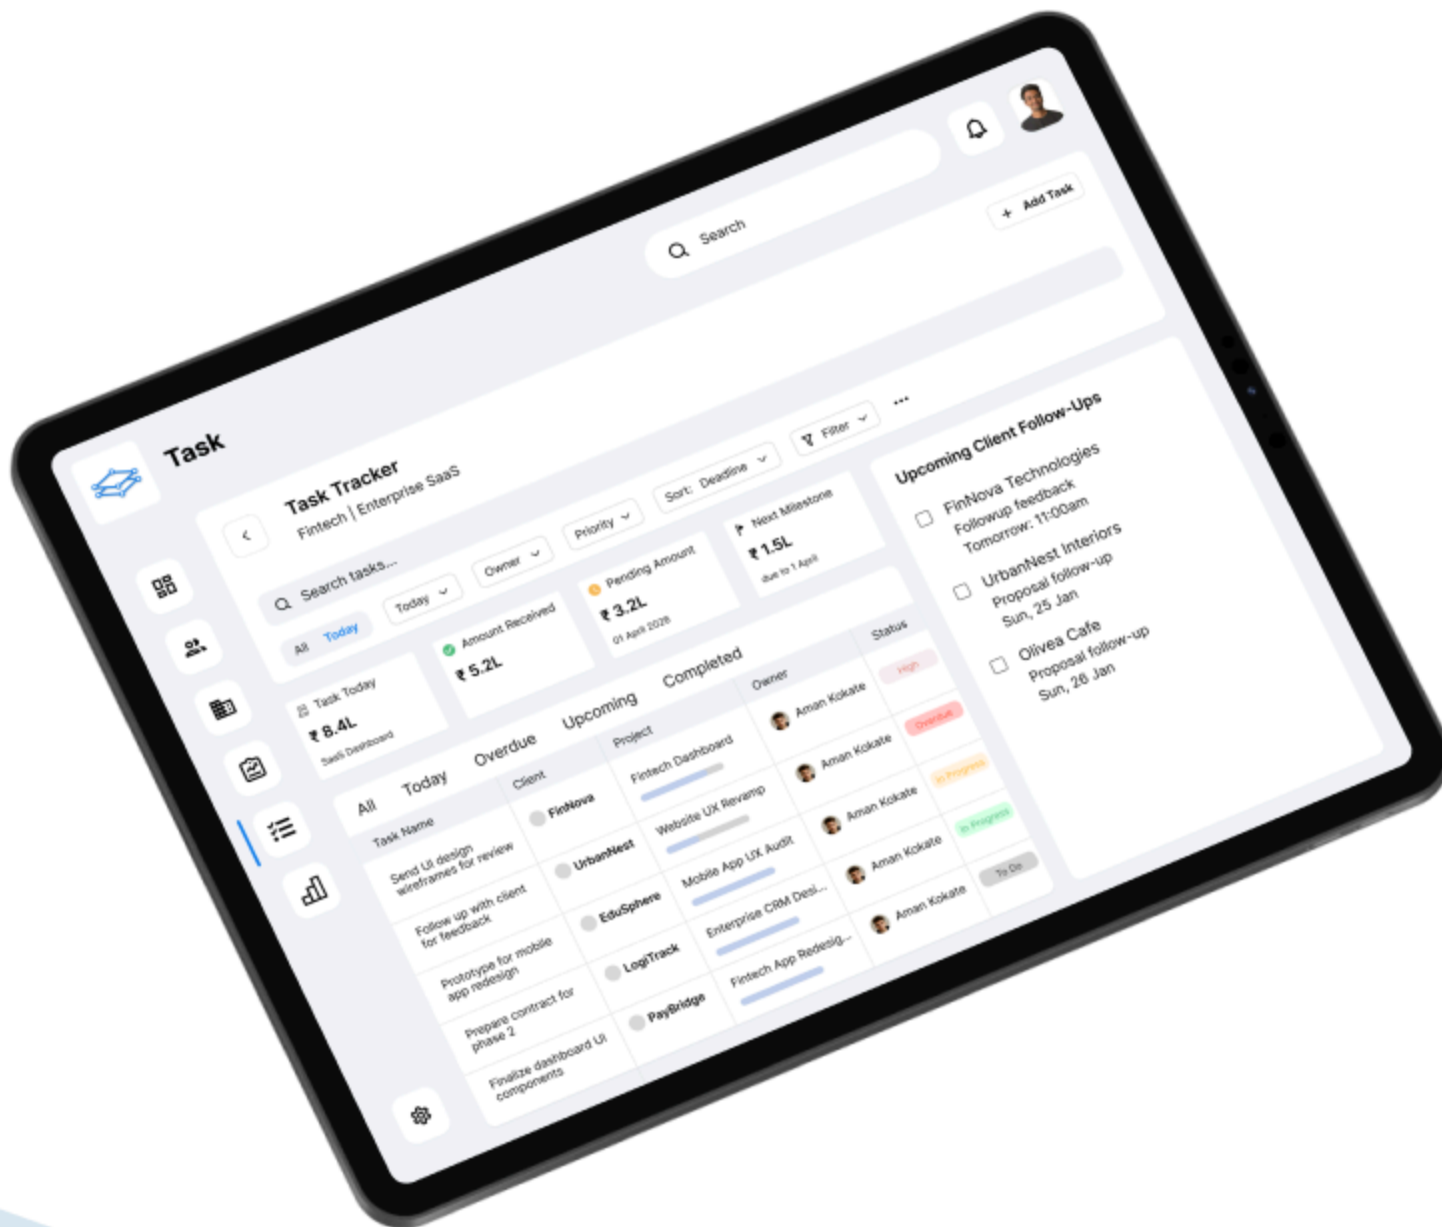 Task
Search
+ Add Task
Task Tracker
Fintech | Enterprise SaaS
Search tasks...
All Today
Today
Owner
Priority
Sort: Deadline
Filter
...
Task Today
₹ 8.4L
SaaS Dashboard
Amount Received
₹ 5.2L
Pending Amount
₹ 3.2L
01 April 2026
Next Milestone
₹ 1.5L
due to 1 April
All Today Overdue Upcoming Completed
Task Name Client Project Owner Status
Send UI design
wireframes for review
FinNova
Fintech Dashboard
Aman Kokate
High
Follow up with client
for feedback
UrbanNest
Website UX Revamp
Aman Kokate
Overdue
Prototype for mobile
app redesign
EduSphere
Mobile App UX Audit
Aman Kokate
In Progress
Prepare contract for
phase 2
LogiTrack
Enterprise CRM Desi...
Aman Kokate
In Progress
Finalize dashboard UI
components
PayBridge
Fintech App Redesig...
Aman Kokate
To Do
Upcoming Client Follow-Ups
FinNova Technologies
Followup feedback
Tomorrow: 11:00am
UrbanNest Interiors
Proposal follow-up
Sun, 25 Jan
Olivea Cafe
Proposal follow-up
Sun, 26 Jan